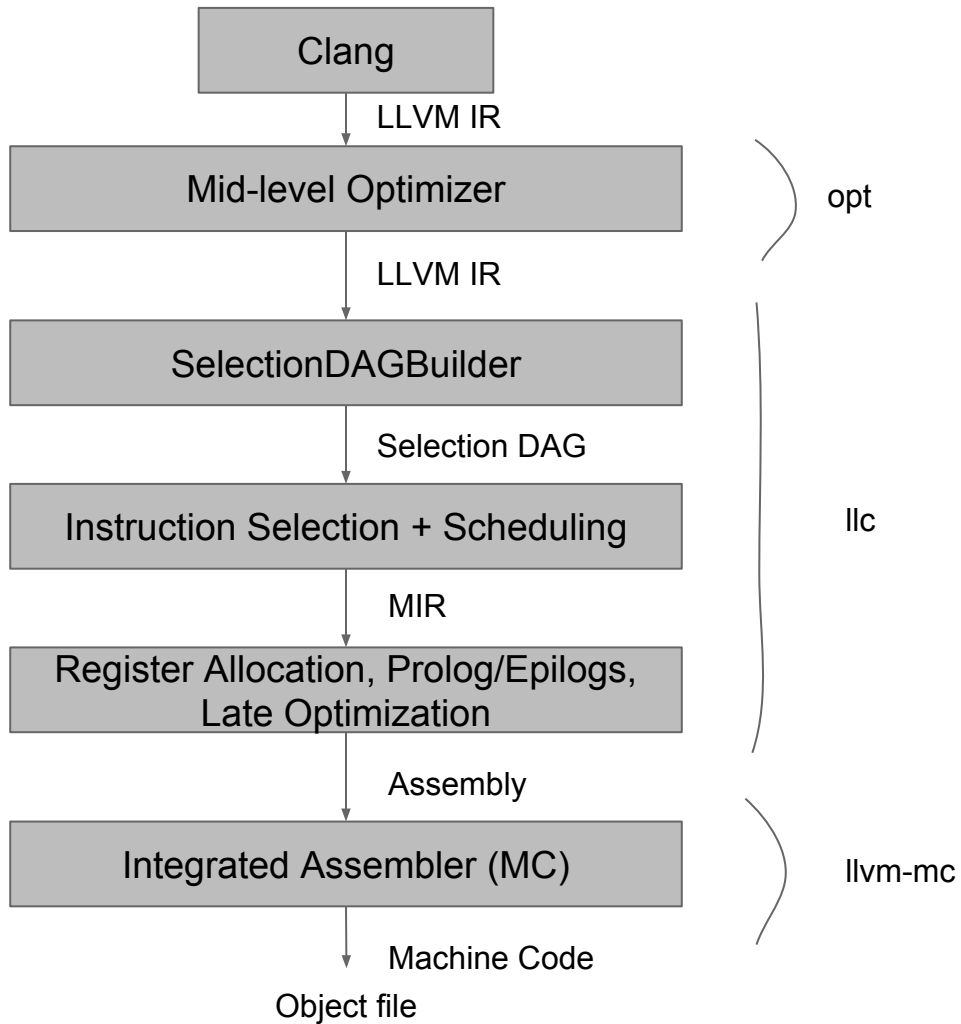 Clang
LLVM IR
Mid-level Optimizer
opt
LLVM IR
SelectionDAGBuilder
Selection DAG
Instruction Selection + Scheduling
llc
MIR
Register Allocation, Prolog/Epilogs,
Late Optimization
Assembly
Integrated Assembler (MC)
llvm-mc
Machine Code
Object file